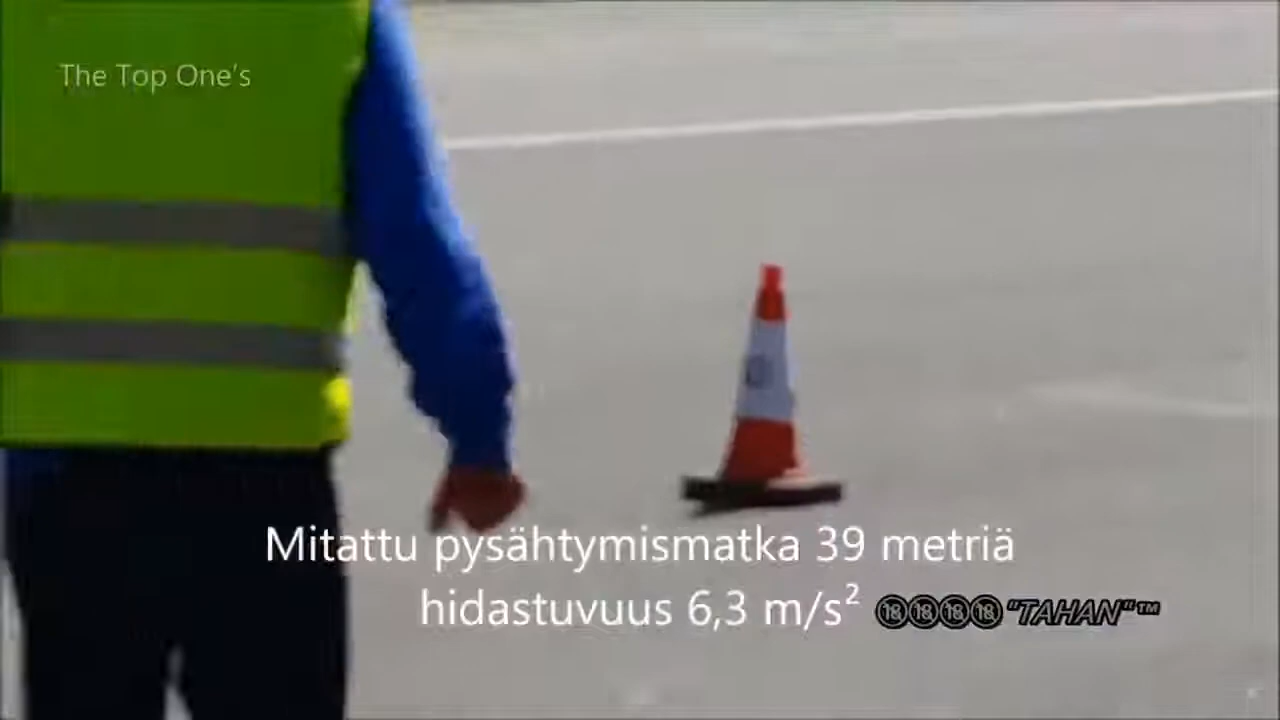 The Top One's
Mitattu pysähtymismatka 39 metriä
hidastuvuus 6,3 m/s² ⑱⑱⑱⑱"TAHAN"™